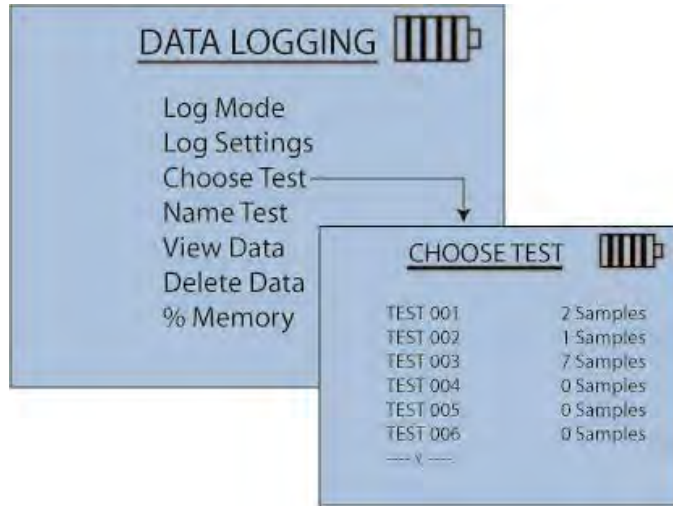 DATA LOGGING
Log Mode
Log Settings
Choose Test
Name Test
View Data
Delete Data
% Memory
CHOOSE TEST
TEST 001 2 Samples
TEST 002 1 Samples
TEST 003 7 Samples
TEST 004 0 Samples
TEST 005 0 Samples
TEST 006 0 Samples
---- v ----